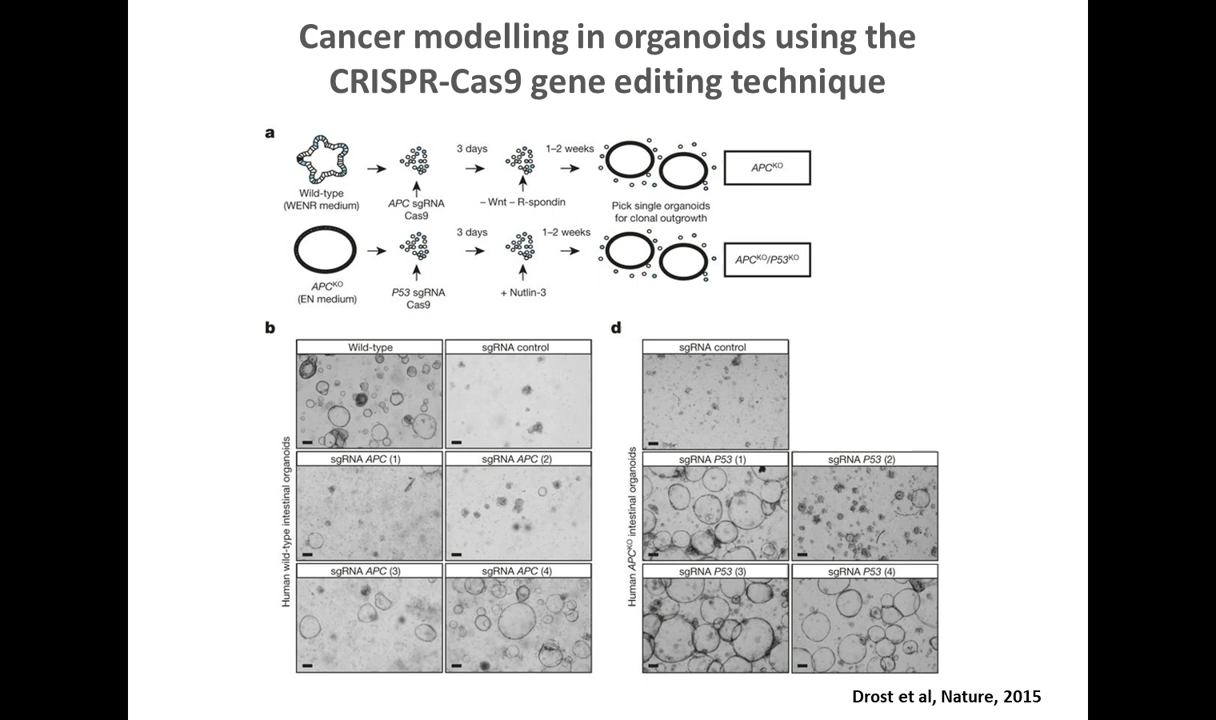 Cancer modelling in organoids using the
CRISPR-Cas9 gene editing technique
a
Wild-type
(WENR medium)
APC sgRNA
Cas9
3 days
– Wnt – R-spondin
1–2 weeks
Pick single organoids
for clonal outgrowth
APCKO
APCKO
(EN medium)
P53 sgRNA
Cas9
3 days
+ Nutlin-3
1–2 weeks
APCKO/P53KO
b
Human wild-type intestinal organoids
Wild-type
sgRNA control
sgRNA APC (1)
sgRNA APC (2)
sgRNA APC (3)
sgRNA APC (4)
d
Human APCKO intestinal organoids
sgRNA control
sgRNA P53 (1)
sgRNA P53 (2)
sgRNA P53 (3)
sgRNA P53 (4)
Drost et al, Nature, 2015